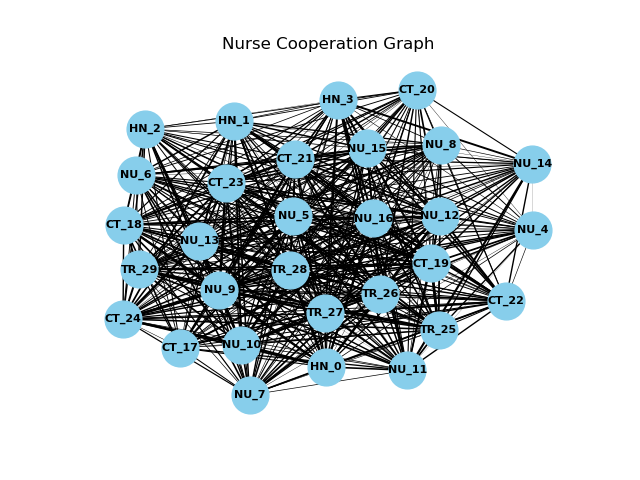 Nurse Cooperation Graph
CT_20
HN_3
HN_1
HN_2
NU_8
NU_15
CT_21
NU_14
NU_6
CT_23
NU_5
NU_16
NU_12
CT_18
NU_4
NU_13
CT_19
TR_29
TR_28
NU_9
TR_26
CT_22
TR_27
CT_24
TR_25
NU_10
CT_17
HN_0
NU_11
NU_7